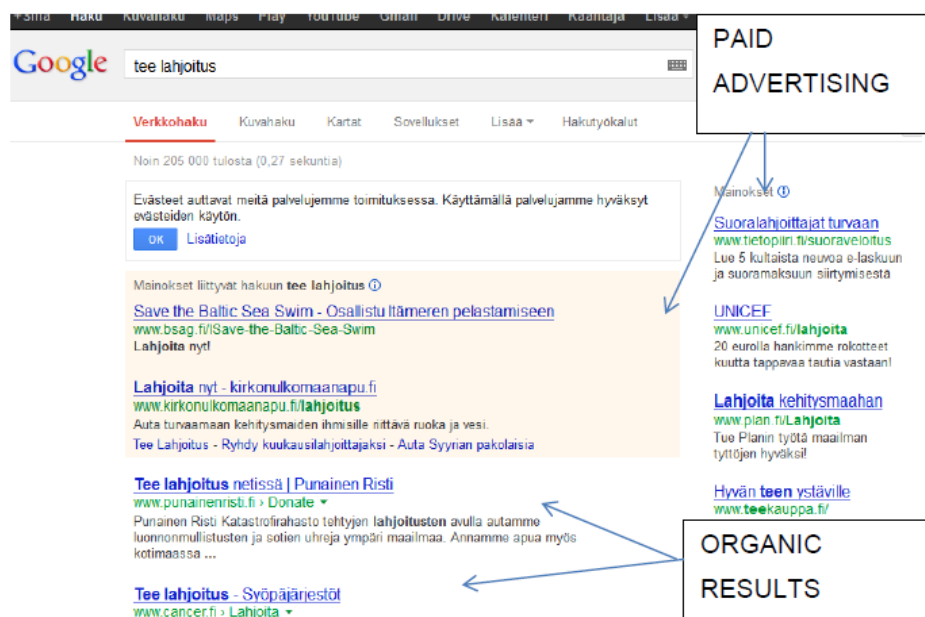 +Sinä Haku Kuvahaku Maps Play YouTube Gmail Drive Kalenteri Kääntäjä Lisää
Google
tee lahjoitus
Verkkohaku Kuvahaku Kartat Sovellukset Lisää Hakutyökalut
Noin 205 000 tulosta (0,27 sekuntia)
Evästeet auttavat meitä palvelujemme toimituksessa. Käyttämällä palvelujamme hyväksyt
evästeiden käytön.
OK Lisätietoja
Mainokset liittyvät hakuun tee lahjoitus
Save the Baltic Sea Swim - Osallistu Itämeren pelastamiseen
www.bsag.fi/lSave-the-Baltic-Sea-Swim
Lahjoita nyt!
Lahjoita nyt - kirkonulkomaanapu.fi
www.kirkonulkomaanapu.fi/lahjoitus
Auta turvaamaan kehitysmaiden ihmisille riittävä ruoka ja vesi.
Tee Lahjoitus - Ryhdy kuukausilahjoittajaksi - Auta Syyrian pakolaisia
Tee lahjoitus netissä | Punainen Risti
www.punainenristi.fi › Donate
Punainen Risti Katastrofirahasto tehtyjen lahjoitusten avulla autamme
luonnonmullistusten ja sotien uhreja ympäri maailmaa. Annamme apua myös
kotimaassa ...
Tee lahjoitus - Syöpäjärjestöt
www.cancer.fi › Lahjoita
PAID
ADVERTISING
Mainokset
Suoralahjoittajat turvaan
www.tietopiiri.fi/suoraveloitus
Lue 5 kultaista neuvoa e-laskuun
ja suoramaksuun siirtymisestä
UNICEF
www.unicef.fi/lahjoita
20 eurolla hankimme rokotteet
kuutta tappavaa tautia vastaan!
Lahjoita kehitysmaahan
www.plan.fi/Lahjoita
Tue Planin työtä maailman
tyttöjen hyväksi!
Hyvän teen ystäville
www.teekauppa.fi/
ORGANIC
RESULTS